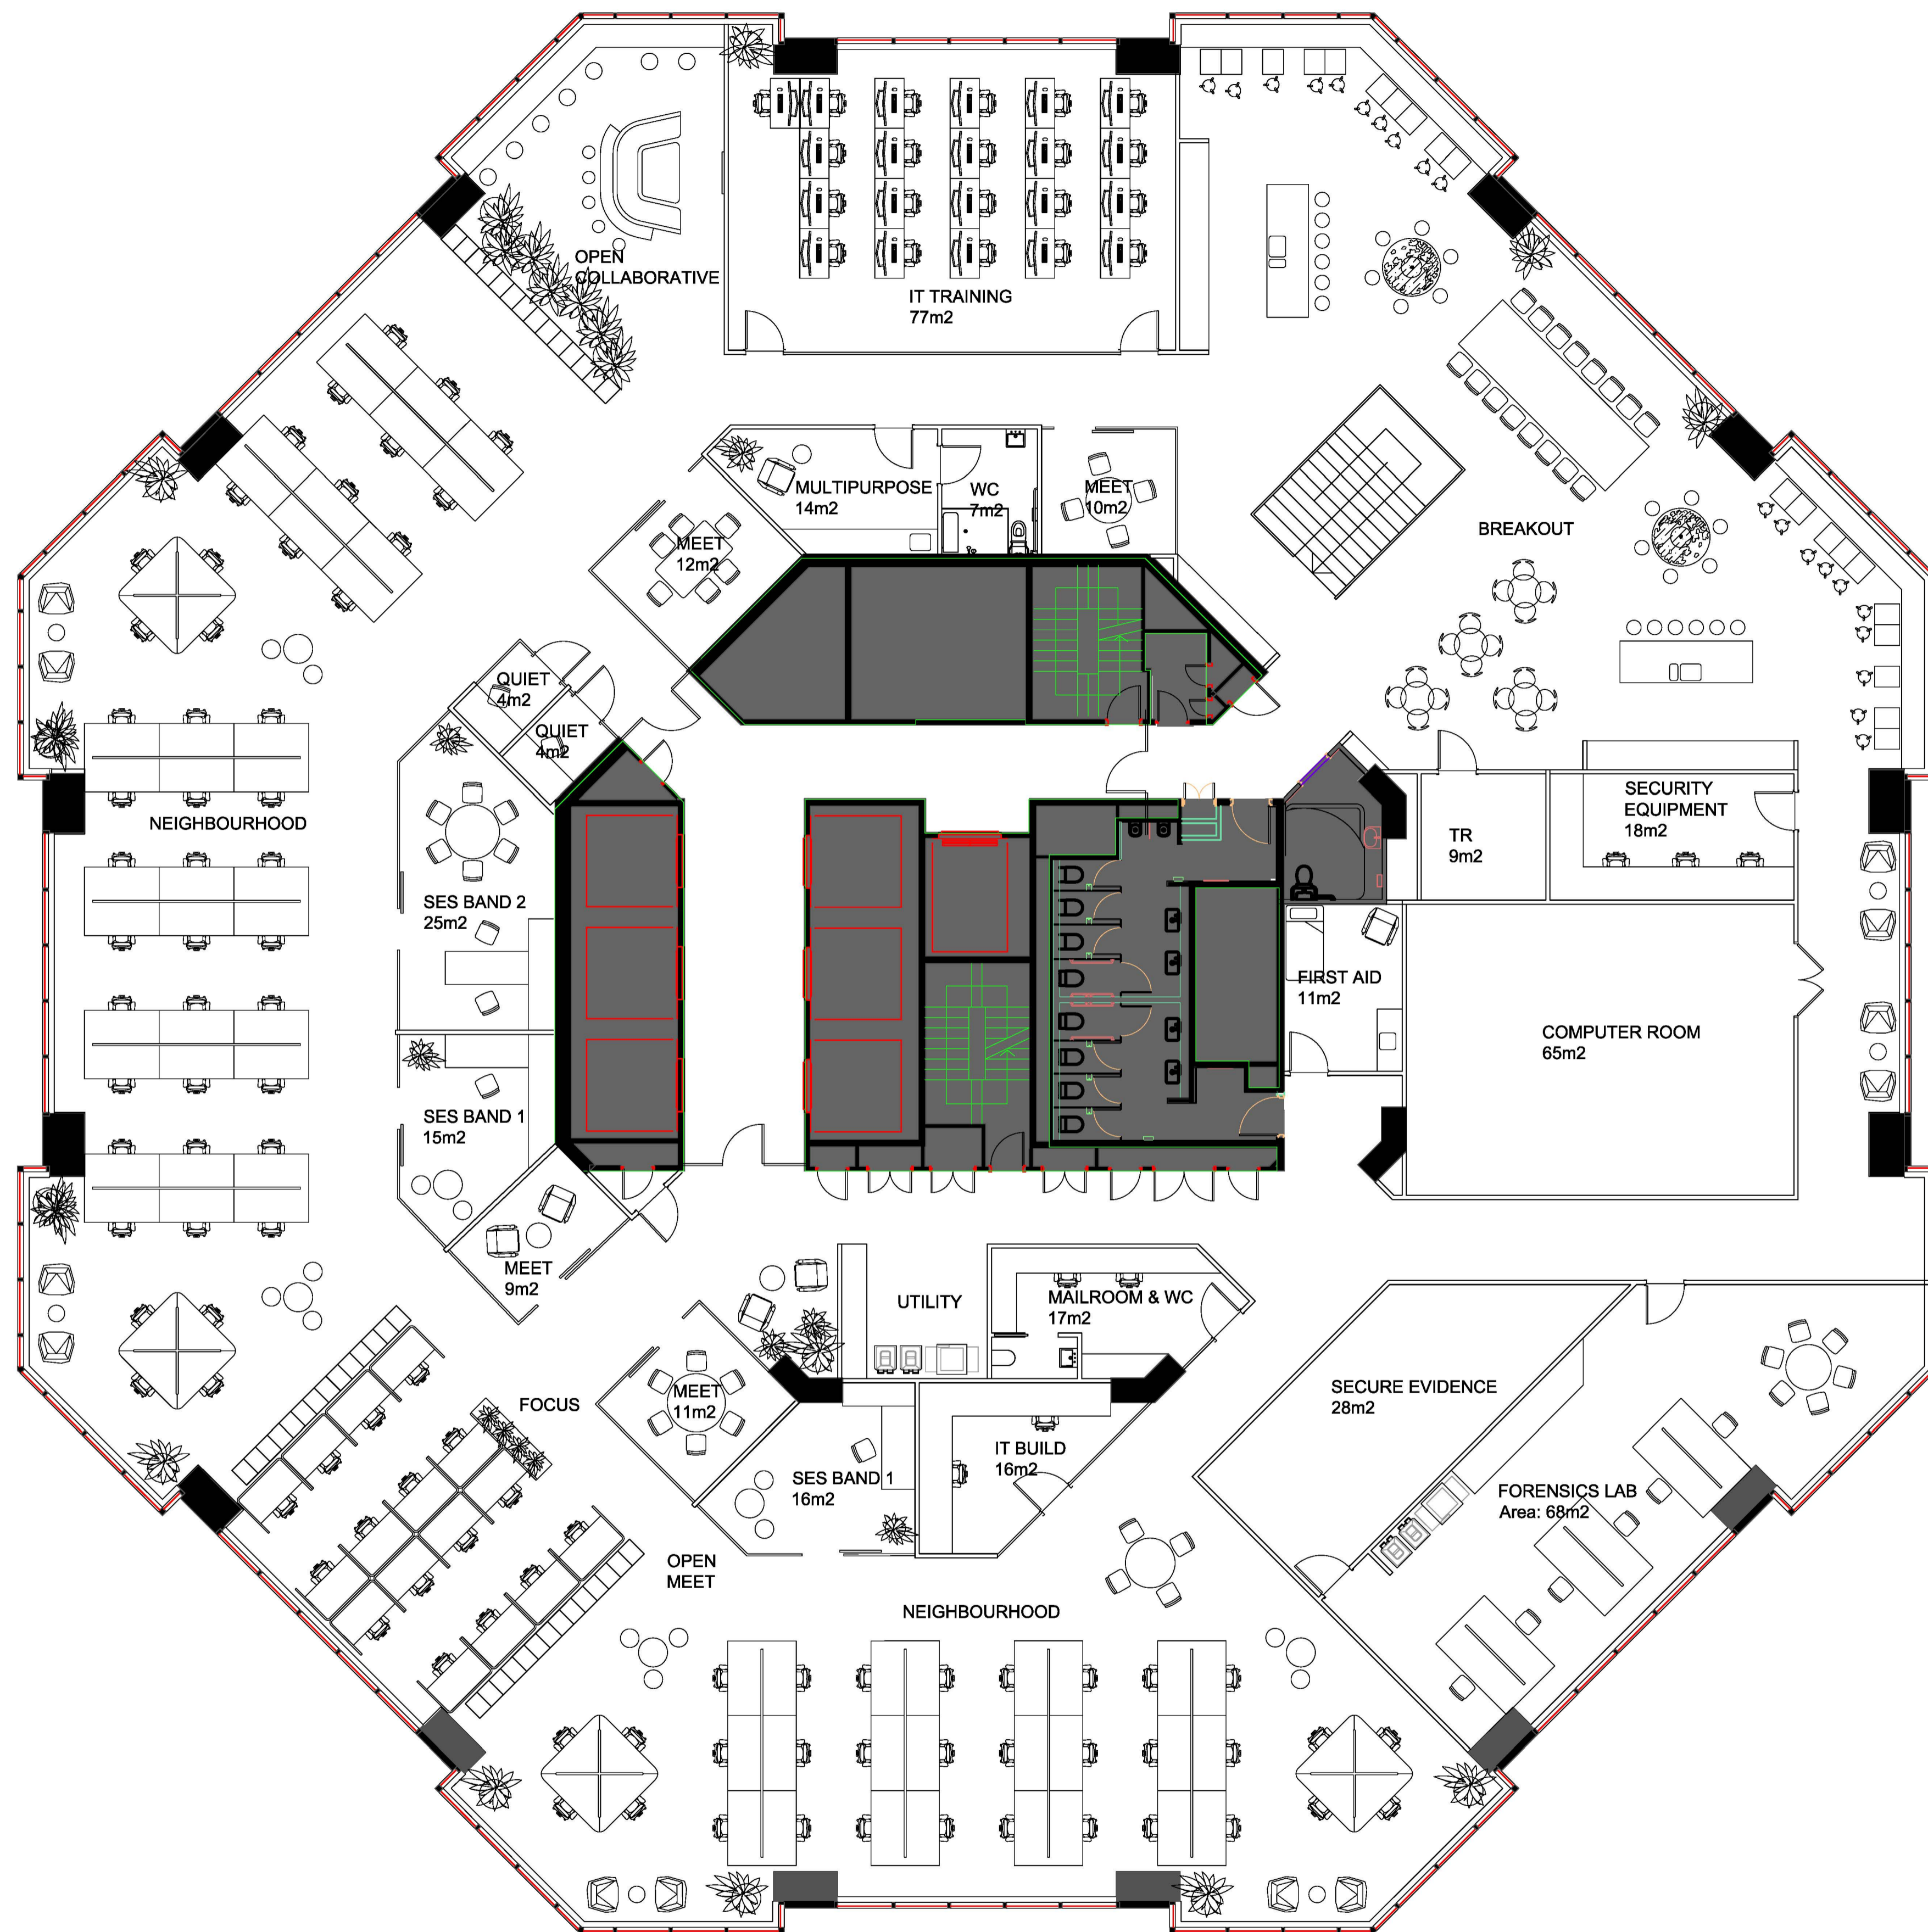 OPEN
COLLABORATIVE
IT TRAINING
77m2
MULTIPURPOSE
14m2
WC
7m2
MEET
10m2
MEET
12m2
BREAKOUT
QUIET
4m2
QUIET
4m2
NEIGHBOURHOOD
SECURITY
EQUIPMENT
18m2
TR
9m2
SES BAND 2
25m2
FIRST AID
11m2
COMPUTER ROOM
65m2
SES BAND 1
15m2
MEET
9m2
UTILITY
MAILROOM & WC
17m2
FOCUS
MEET
11m2
SECURE EVIDENCE
28m2
IT BUILD
16m2
SES BAND 1
16m2
FORENSICS LAB
Area: 68m2
OPEN
MEET
NEIGHBOURHOOD